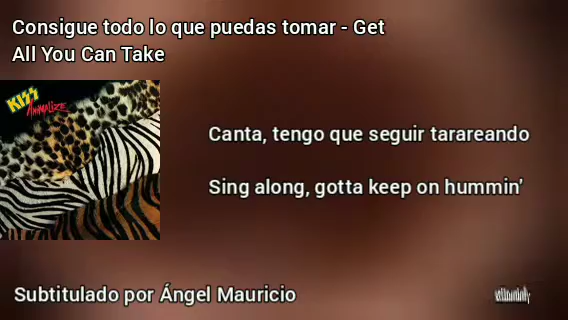 Consigue todo lo que puedas tomar - Get
All You Can Take
KISS
ANIMALIZE
Canta, tengo que seguir tarareando
Sing along, gotta keep on hummin'
Subtitulado por Ángel Mauricio